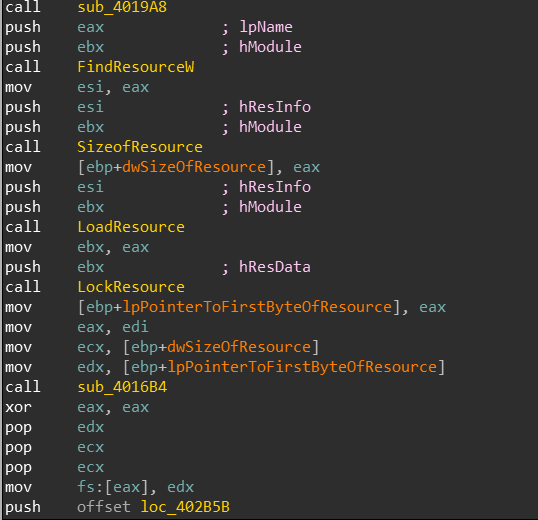 call sub_4019A8
push eax ; lpName
push ebx ; hModule
call FindResourceW
mov esi, eax
push esi ; hResInfo
push ebx ; hModule
call SizeofResource
mov [ebp+dwSizeOfResource], eax
push esi ; hResInfo
push ebx ; hModule
call LoadResource
mov ebx, eax
push ebx ; hResData
call LockResource
mov [ebp+lpPointerToFirstByteOfResource], eax
mov eax, edi
mov ecx, [ebp+dwSizeOfResource]
mov edx, [ebp+lpPointerToFirstByteOfResource]
call sub_4016B4
xor eax, eax
pop edx
pop ecx
pop ecx
mov fs:[eax], edx
push offset loc_402B5B